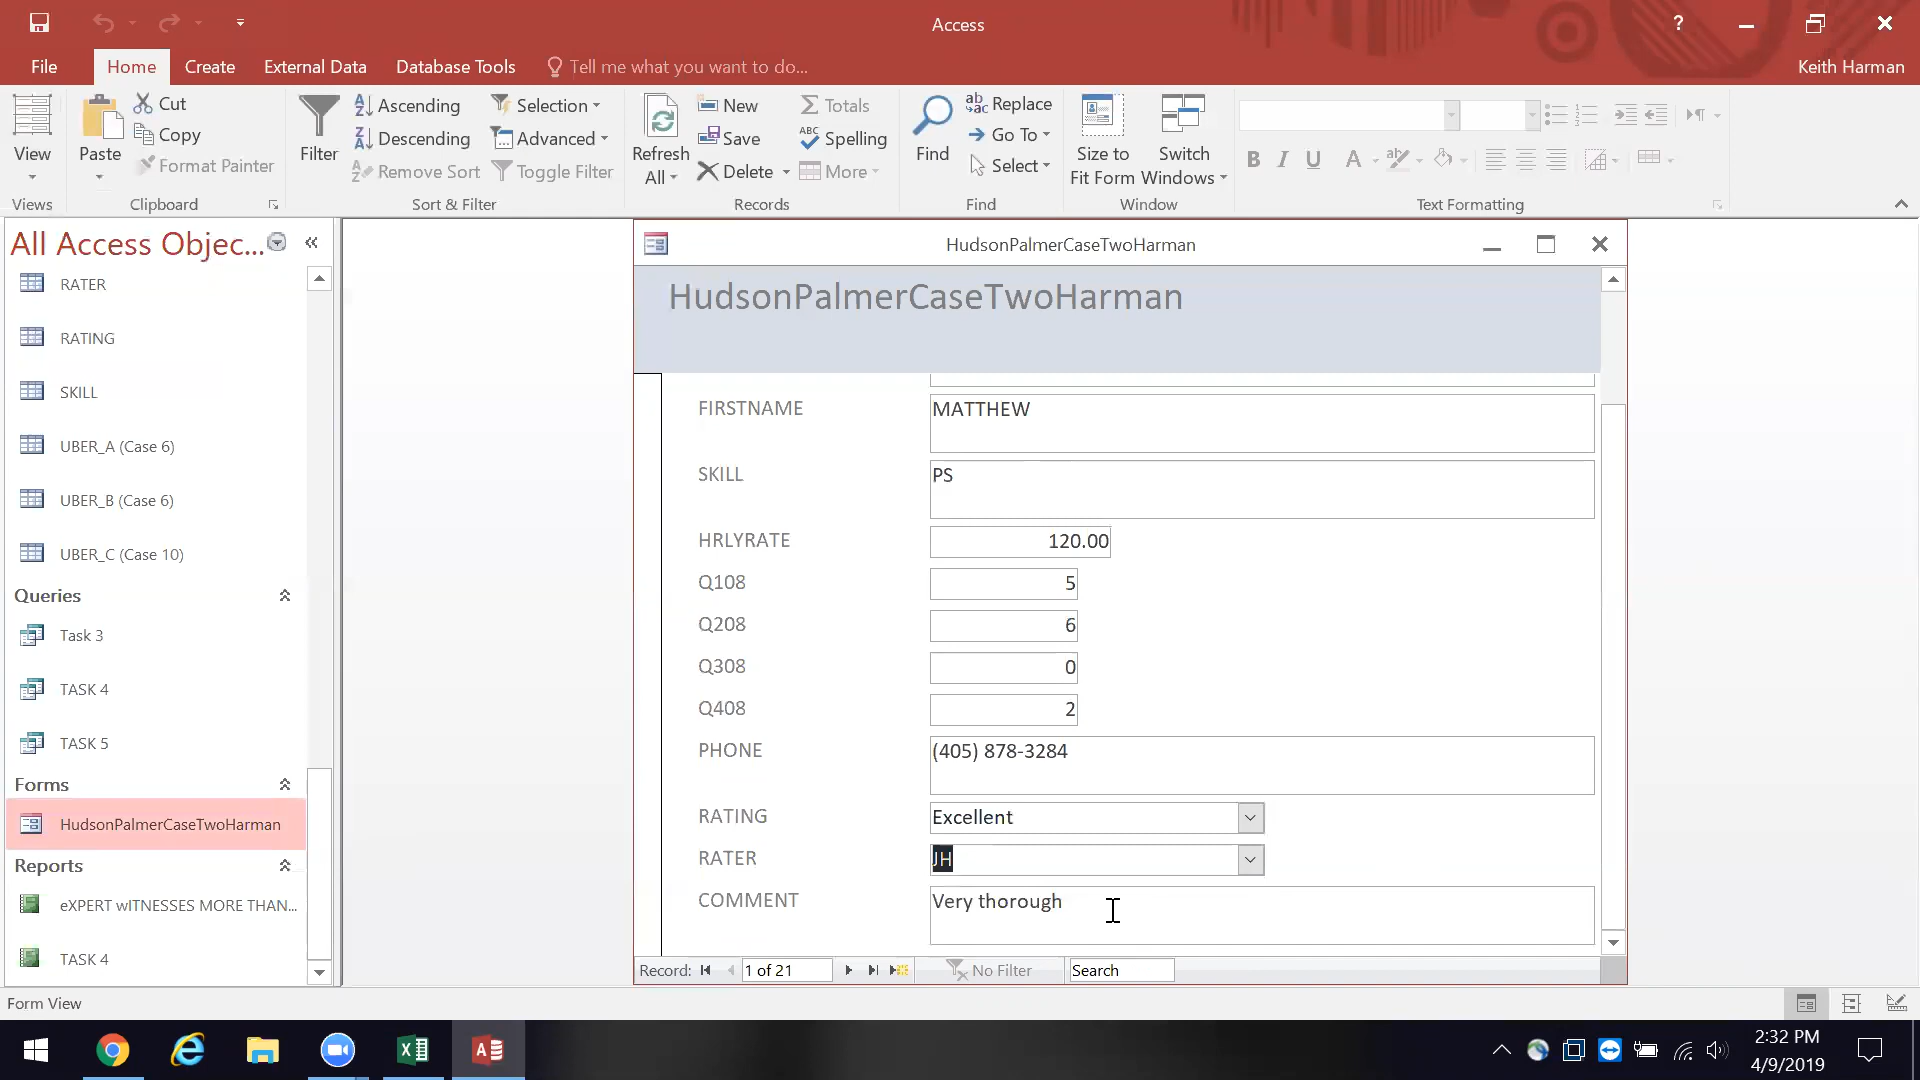 Access
?
File
Home
Create
External Data
Database Tools
Tell me what you want to do...
Keith Harman
View
Views
Paste
Cut
Copy
Format Painter
Clipboard
Filter
Ascending
Descending
Remove Sort
Selection
Advanced
Toggle Filter
Sort & Filter
Refresh
All
New
Save
Delete
Totals
Spelling
More
Records
Find
Replace
Go To
Select
Find
Size to
Fit Form
Switch
Windows
Window
B I U A
Text Formatting
All Access Objec...
RATER
RATING
SKILL
UBER_A (Case 6)
UBER_B (Case 6)
UBER_C (Case 10)
Queries
Task 3
TASK 4
TASK 5
Forms
HudsonPalmerCaseTwoHarman
Reports
eXPERT wITNESSES MORE THAN...
TASK 4
HudsonPalmerCaseTwoHarman
HudsonPalmerCaseTwoHarman
FIRSTNAME MATTHEW
SKILL PS
HRLYRATE 120.00
Q108 5
Q208 6
Q308 0
Q408 2
PHONE (405) 878-3284
RATING Excellent
RATER JH
COMMENT Very thorough
Record: 1 of 21 No Filter Search
Form View
2:32 PM
4/9/2019